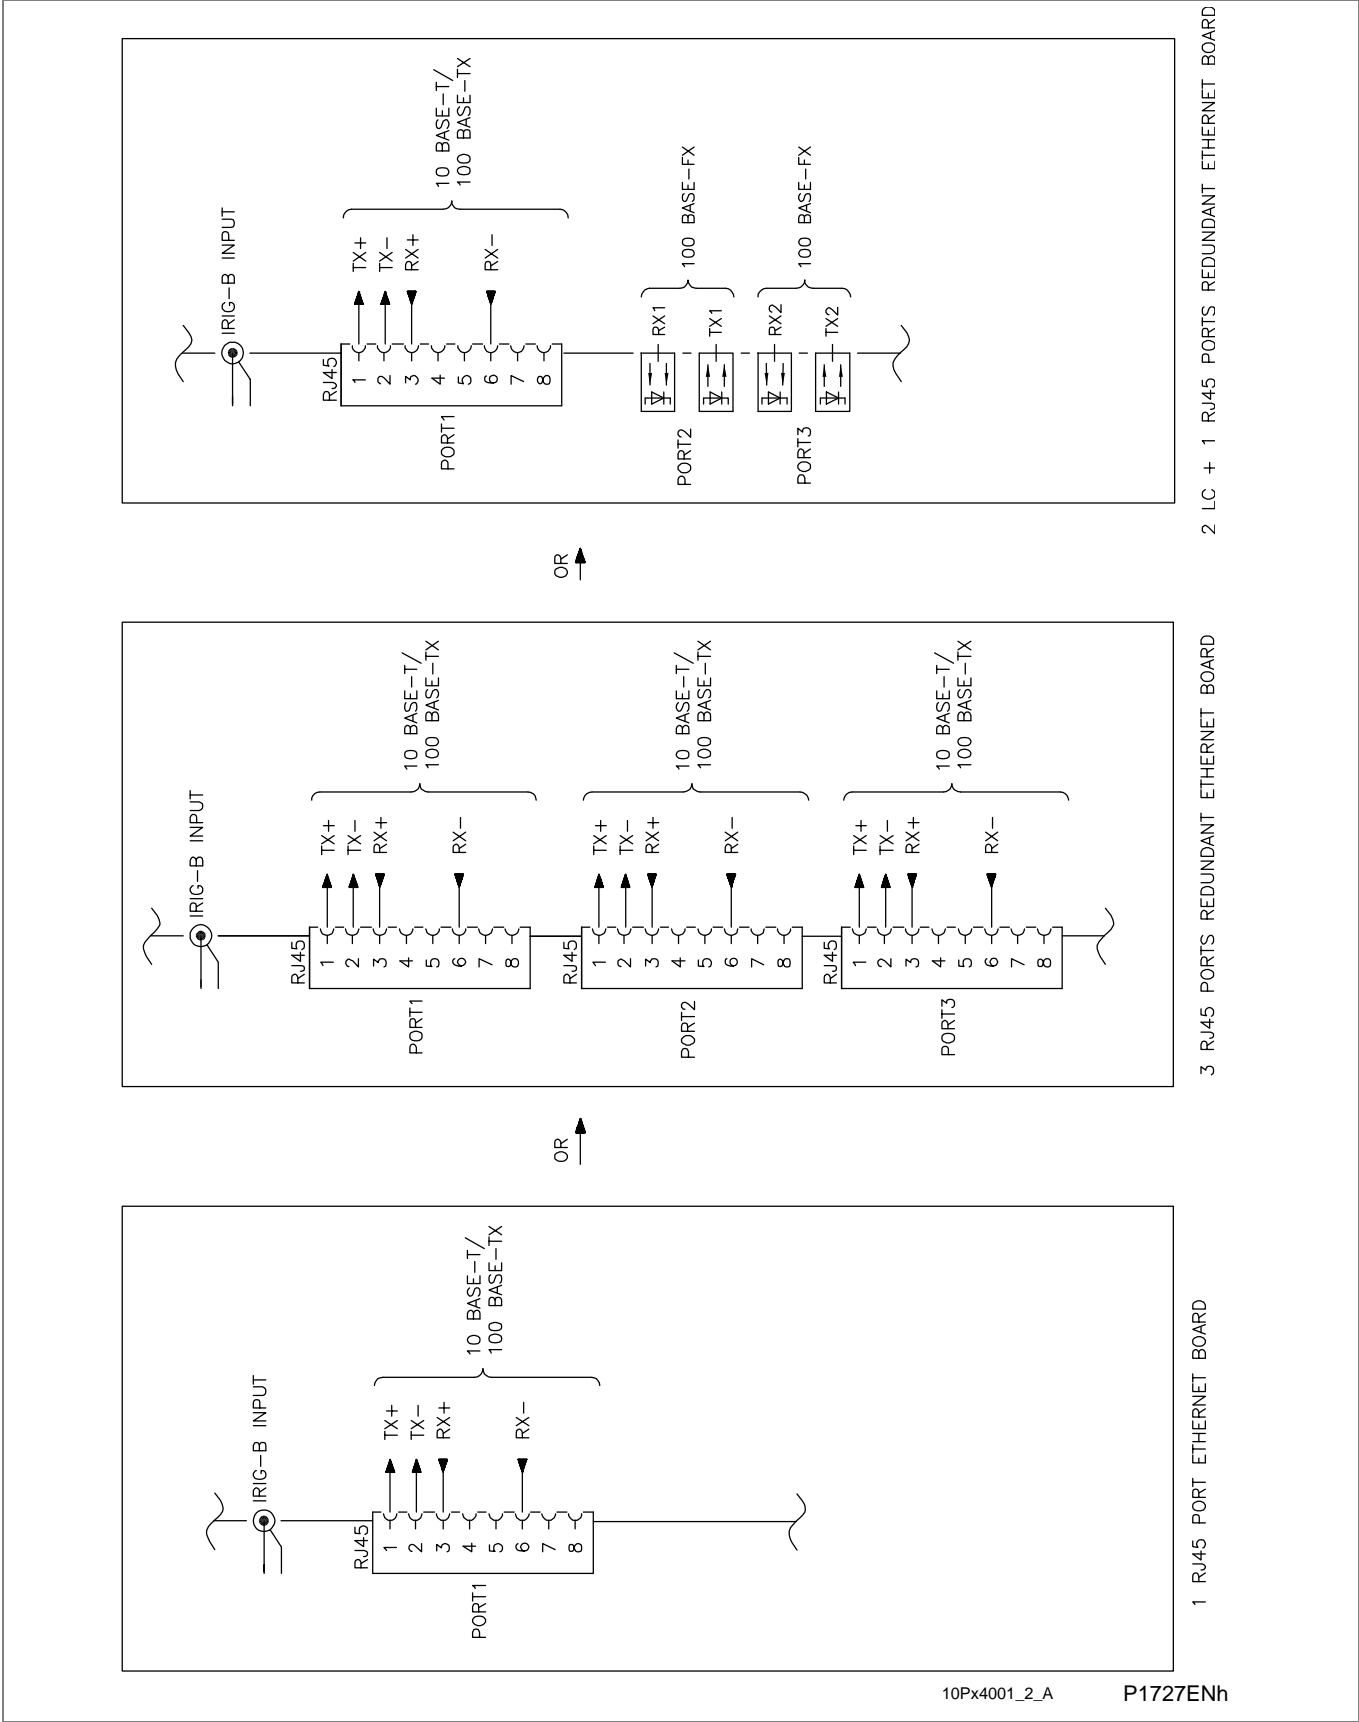 IRIG-B INPUT
RJ45
1
2
3
4
5
6
7
8
TX+
TX-
RX+
RX-
10 BASE-T/
100 BASE-TX
PORT1
1 RJ45 PORT ETHERNET BOARD
OR
IRIG-B INPUT
RJ45
1
2
3
4
5
6
7
8
TX+
TX-
RX+
RX-
10 BASE-T/
100 BASE-TX
PORT1
RJ45
1
2
3
4
5
6
7
8
TX+
TX-
RX+
RX-
10 BASE-T/
100 BASE-TX
PORT2
RJ45
1
2
3
4
5
6
7
8
TX+
TX-
RX+
RX-
10 BASE-T/
100 BASE-TX
PORT3
3 RJ45 PORTS REDUNDANT ETHERNET BOARD
OR
IRIG-B INPUT
RJ45
1
2
3
4
5
6
7
8
TX+
TX-
RX+
RX-
10 BASE-T/
100 BASE-TX
PORT1
RX1
TX1
100 BASE-FX
PORT2
RX2
TX2
100 BASE-FX
PORT3
2 LC + 1 RJ45 PORTS REDUNDANT ETHERNET BOARD
10Px4001_2_A
P1727ENh